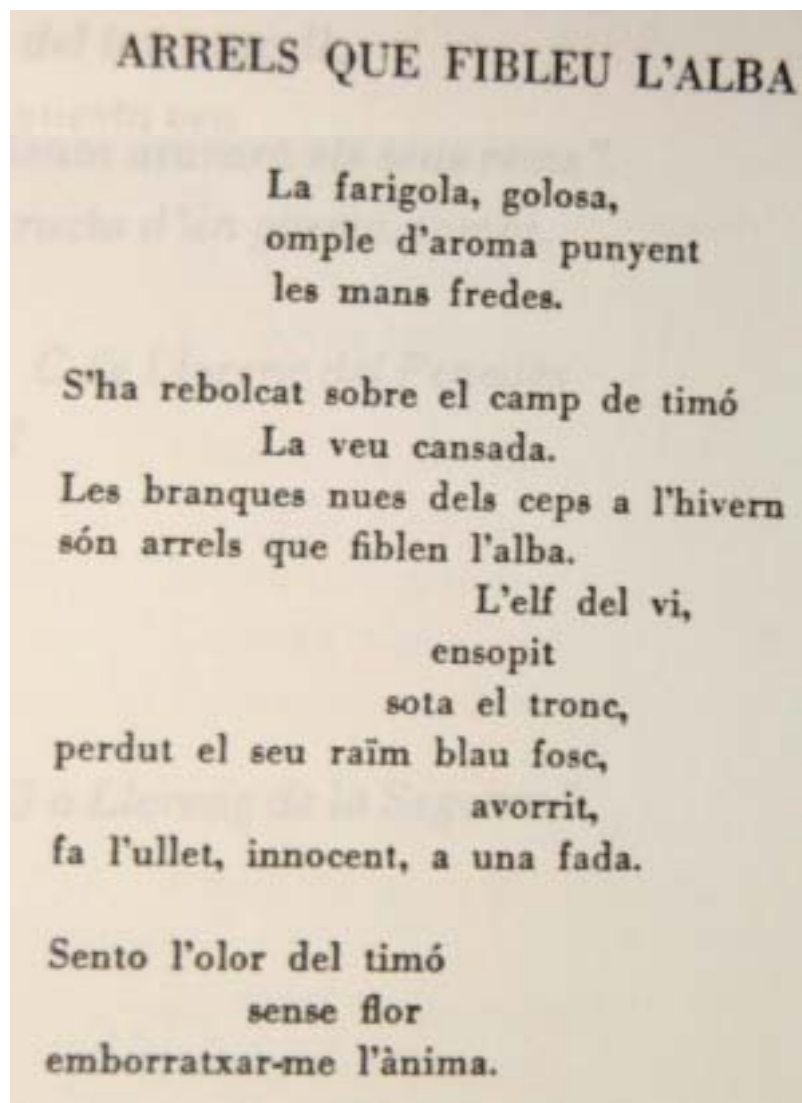 ARRELS QUE FIBLEU L'ALBA
La farigola, golosa,
omple d'aroma punyent
les mans fredes.
S'ha rebolcat sobre el camp de timó
La veu cansada.
Les branques nues dels ceps a l'hivern
són arrels que fiblen l'alba.
L'elf del vi,
ensopit
sota el tronc,
perdut el seu raïm blau fosc,
avorrit,
fa l'ullet, innocent, a una fada.
Sento l'olor del timó
sense flor
emborratxar-me l'ànima.